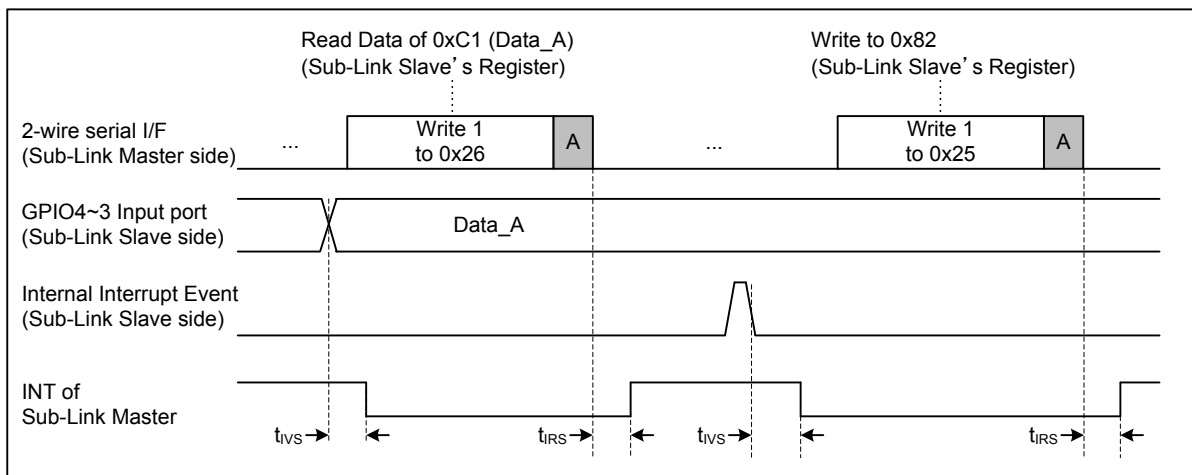 Read Data of 0xC1 (Data_A)
(Sub-Link Slave's Register)
Write to 0x82
(Sub-Link Slave's Register)
2-wire serial I/F
(Sub-Link Master side)
...
Write 1
to 0x26
A
...
Write 1
to 0x25
A
GPIO4~3 Input port
(Sub-Link Slave side)
Data_A
Internal Interrupt Event
(Sub-Link Slave side)
INT of
Sub-Link Master
tIVS
tIRS
tIVS
tIRS